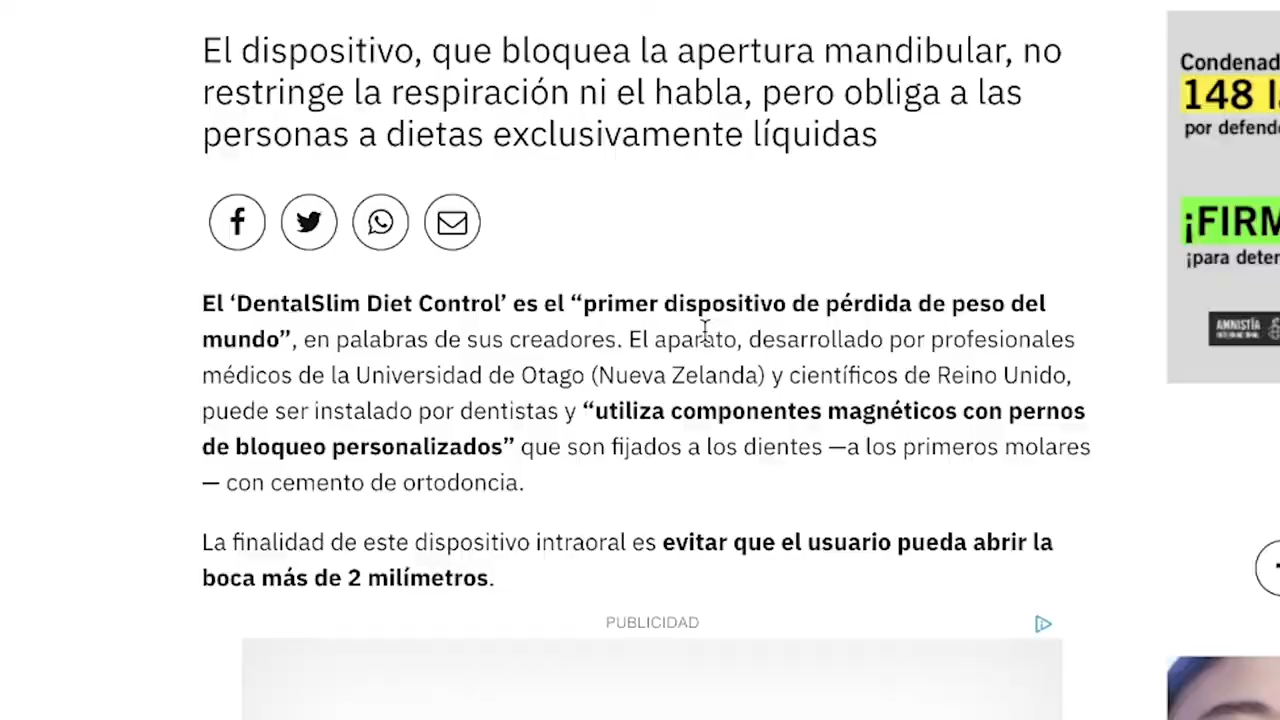 El dispositivo, que bloquea la apertura mandibular, no
restringe la respiración ni el habla, pero obliga a las
personas a dietas exclusivamente líquidas
El ‘DentalSlim Diet Control’ es el “primer dispositivo de pérdida de peso del
mundo”, en palabras de sus creadores. El aparato, desarrollado por profesionales
médicos de la Universidad de Otago (Nueva Zelanda) y científicos de Reino Unido,
puede ser instalado por dentistas y “utiliza componentes magnéticos con pernos
de bloqueo personalizados” que son fijados a los dientes —a los primeros molares
— con cemento de ortodoncia.
La finalidad de este dispositivo intraoral es evitar que el usuario pueda abrir la
boca más de 2 milímetros.
PUBLICIDAD
Condenad
148 l
por defende
¡FIRM
¡para deter
AMNISTÍA
INTERNACIONAL